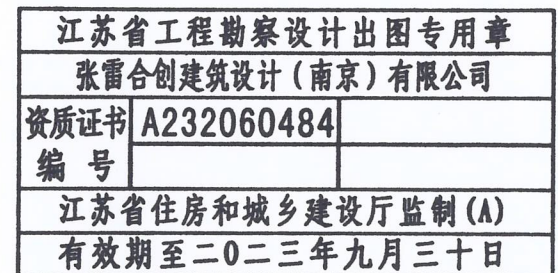 江苏省工程勘察设计出图专用章
张雷合创建筑设计（南京）有限公司
资质证书 A232060484
编号
江苏省住房和城乡建设厅监制(A)
有效期至二0二三年九月三十日